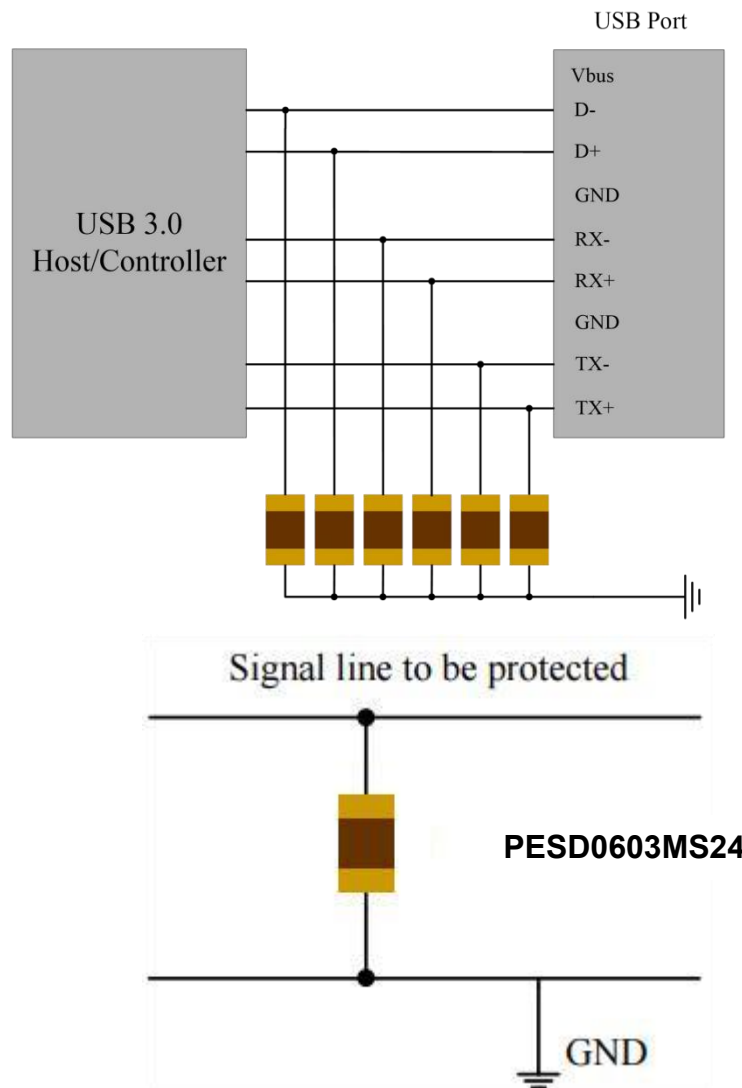 USB Port
Vbus
D-
D+
GND
USB 3.0
Host/Controller
RX-
RX+
GND
TX-
TX+
Signal line to be protected
PESD0603MS24
GND